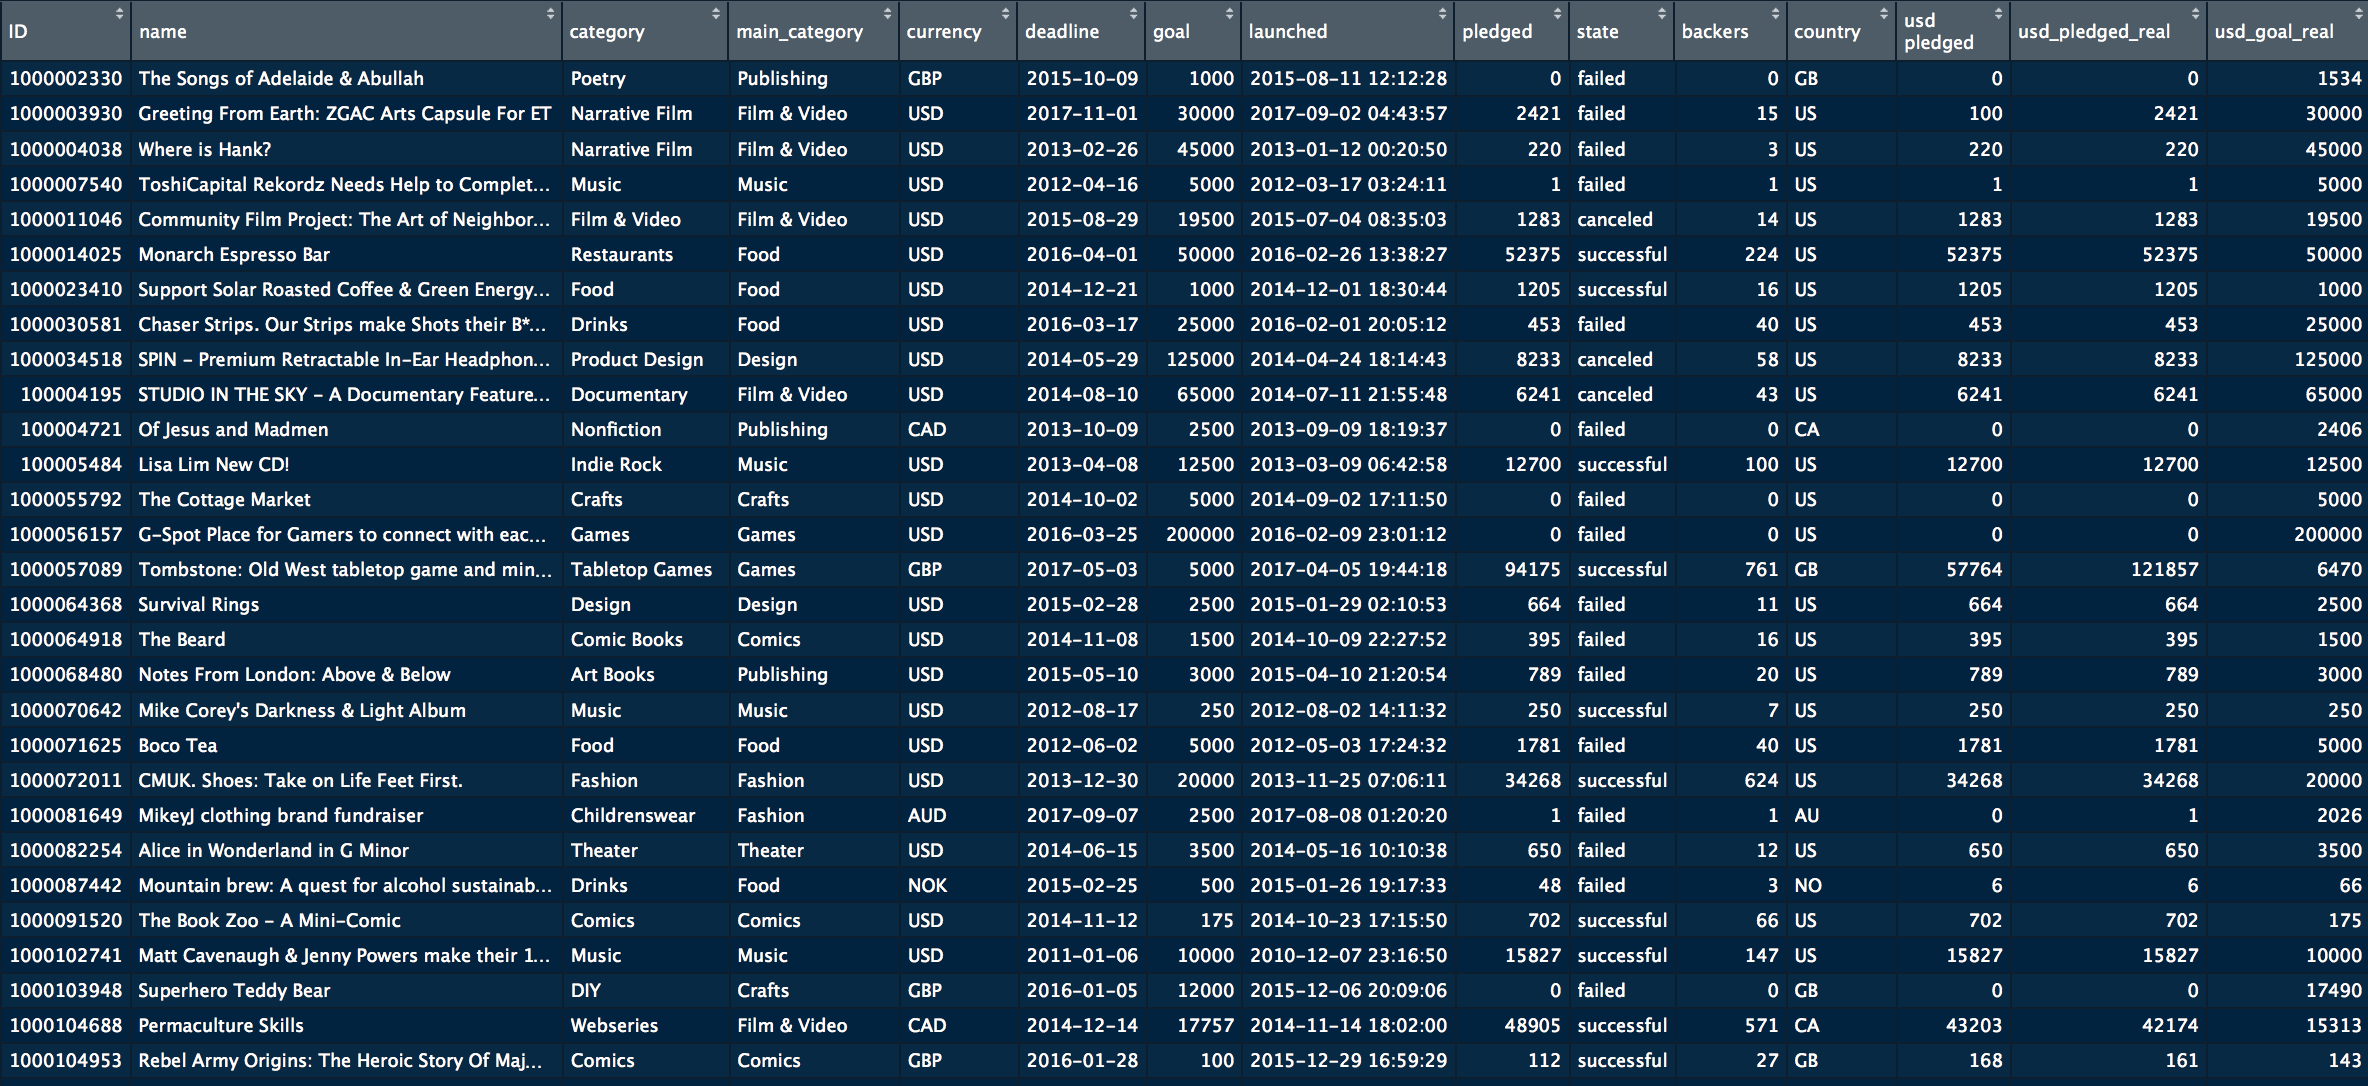 ID name category main_category currency deadline goal launched pledged state backers country usd pledged usd_pledged_real usd_goal_real
1000002330 The Songs of Adelaide & Abullah Poetry Publishing GBP 2015-10-09 1000 2015-08-11 12:12:28 0 failed 0 GB 0 0 1534
1000003930 Greeting From Earth: ZGAC Arts Capsule For ET Narrative Film Film & Video USD 2017-11-01 30000 2017-09-02 04:43:57 2421 failed 15 US 100 2421 30000
1000004038 Where is Hank? Narrative Film Film & Video USD 2013-02-26 45000 2013-01-12 00:20:50 220 failed 3 US 220 220 45000
1000007540 ToshiCapital Rekordz Needs Help to Complet... Music Music USD 2012-04-16 5000 2012-03-17 03:24:11 1 failed 1 US 1 1 5000
1000011046 Community Film Project: The Art of Neighbor... Film & Video Film & Video USD 2015-08-29 19500 2015-07-04 08:35:03 1283 canceled 14 US 1283 1283 19500
1000014025 Monarch Espresso Bar Restaurants Food USD 2016-04-01 50000 2016-02-26 13:38:27 52375 successful 224 US 52375 52375 50000
1000023410 Support Solar Roasted Coffee & Green Energy... Food Food USD 2014-12-21 1000 2014-12-01 18:30:44 1205 successful 16 US 1205 1205 1000
1000030581 Chaser Strips. Our Strips make Shots their B*... Drinks Food USD 2016-03-17 25000 2016-02-01 20:05:12 453 failed 40 US 453 453 25000
1000034518 SPIN - Premium Retractable In-Ear Headphon... Product Design Design USD 2014-05-29 125000 2014-04-24 18:14:43 8233 canceled 58 US 8233 8233 125000
100004195 STUDIO IN THE SKY - A Documentary Feature... Documentary Film & Video USD 2014-08-10 65000 2014-07-11 21:55:48 6241 canceled 43 US 6241 6241 65000
100004721 Of Jesus and Madmen Nonfiction Publishing CAD 2013-10-09 2500 2013-09-09 18:19:37 0 failed 0 CA 0 0 2406
100005484 Lisa Lim New CD! Indie Rock Music USD 2013-04-08 12500 2013-03-09 06:42:58 12700 successful 100 US 12700 12700 12500
1000055792 The Cottage Market Crafts Crafts USD 2014-10-02 5000 2014-09-02 17:11:50 0 failed 0 US 0 0 5000
1000056157 G-Spot Place for Gamers to connect with eac... Games Games USD 2016-03-25 200000 2016-02-09 23:01:12 0 failed 0 US 0 0 200000
1000057089 Tombstone: Old West tabletop game and min... Tabletop Games Games GBP 2017-05-03 5000 2017-04-05 19:44:18 94175 successful 761 GB 57764 121857 6470
1000064368 Survival Rings Design Design USD 2015-02-28 2500 2015-01-29 02:10:53 664 failed 11 US 664 664 2500
1000064918 The Beard Comic Books Comics USD 2014-11-08 1500 2014-10-09 22:27:52 395 failed 16 US 395 395 1500
1000068480 Notes From London: Above & Below Art Books Publishing USD 2015-05-10 3000 2015-04-10 21:20:54 789 failed 20 US 789 789 3000
1000070642 Mike Corey's Darkness & Light Album Music Music USD 2012-08-17 250 2012-08-02 14:11:32 250 successful 7 US 250 250 250
1000071625 Boco Tea Food Food USD 2012-06-02 5000 2012-05-03 17:24:32 1781 failed 40 US 1781 1781 5000
1000072011 CMUK. Shoes: Take on Life Feet First. Fashion Fashion USD 2013-12-30 20000 2013-11-25 07:06:11 34268 successful 624 US 34268 34268 20000
1000081649 MikeyJ clothing brand fundraiser Childrenswear Fashion AUD 2017-09-07 2500 2017-08-08 01:20:20 1 failed 1 AU 0 1 2026
1000082254 Alice in Wonderland in G Minor Theater Theater USD 2014-06-15 3500 2014-05-16 10:10:38 650 failed 12 US 650 650 3500
1000087442 Mountain brew: A quest for alcohol sustainab... Drinks Food NOK 2015-02-25 500 2015-01-26 19:17:33 48 failed 3 NO 6 6 66
1000091520 The Book Zoo - A Mini-Comic Comics Comics USD 2014-11-12 175 2014-10-23 17:15:50 702 successful 66 US 702 702 175
1000102741 Matt Cavenaugh & Jenny Powers make their 1... Music Music USD 2011-01-06 10000 2010-12-07 23:16:50 15827 successful 147 US 15827 15827 10000
1000103948 Superhero Teddy Bear DIY Crafts GBP 2016-01-05 12000 2015-12-06 20:09:06 0 failed 0 GB 0 0 17490
1000104688 Permaculture Skills Webseries Film & Video CAD 2014-12-14 17757 2014-11-14 18:02:00 48905 successful 571 CA 43203 42174 15313
1000104953 Rebel Army Origins: The Heroic Story Of Maj... Comics Comics GBP 2016-01-28 100 2015-12-29 16:59:29 112 successful 27 GB 168 161 143